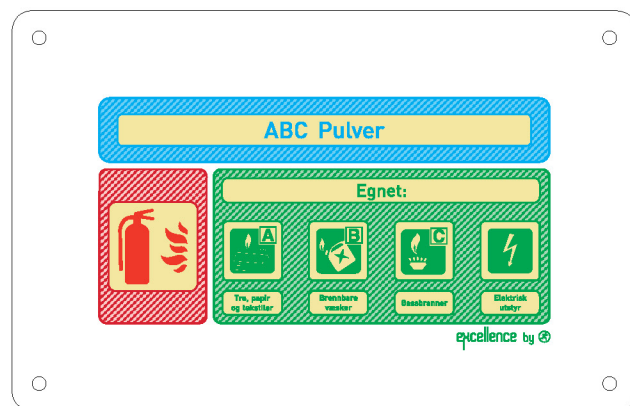 ABC Pulver
Egnet:
A
B
C
Tre, papir
og tekstiler
Brennbare
væsker
Gassbranner
Elektrisk
utstyr
excellence by